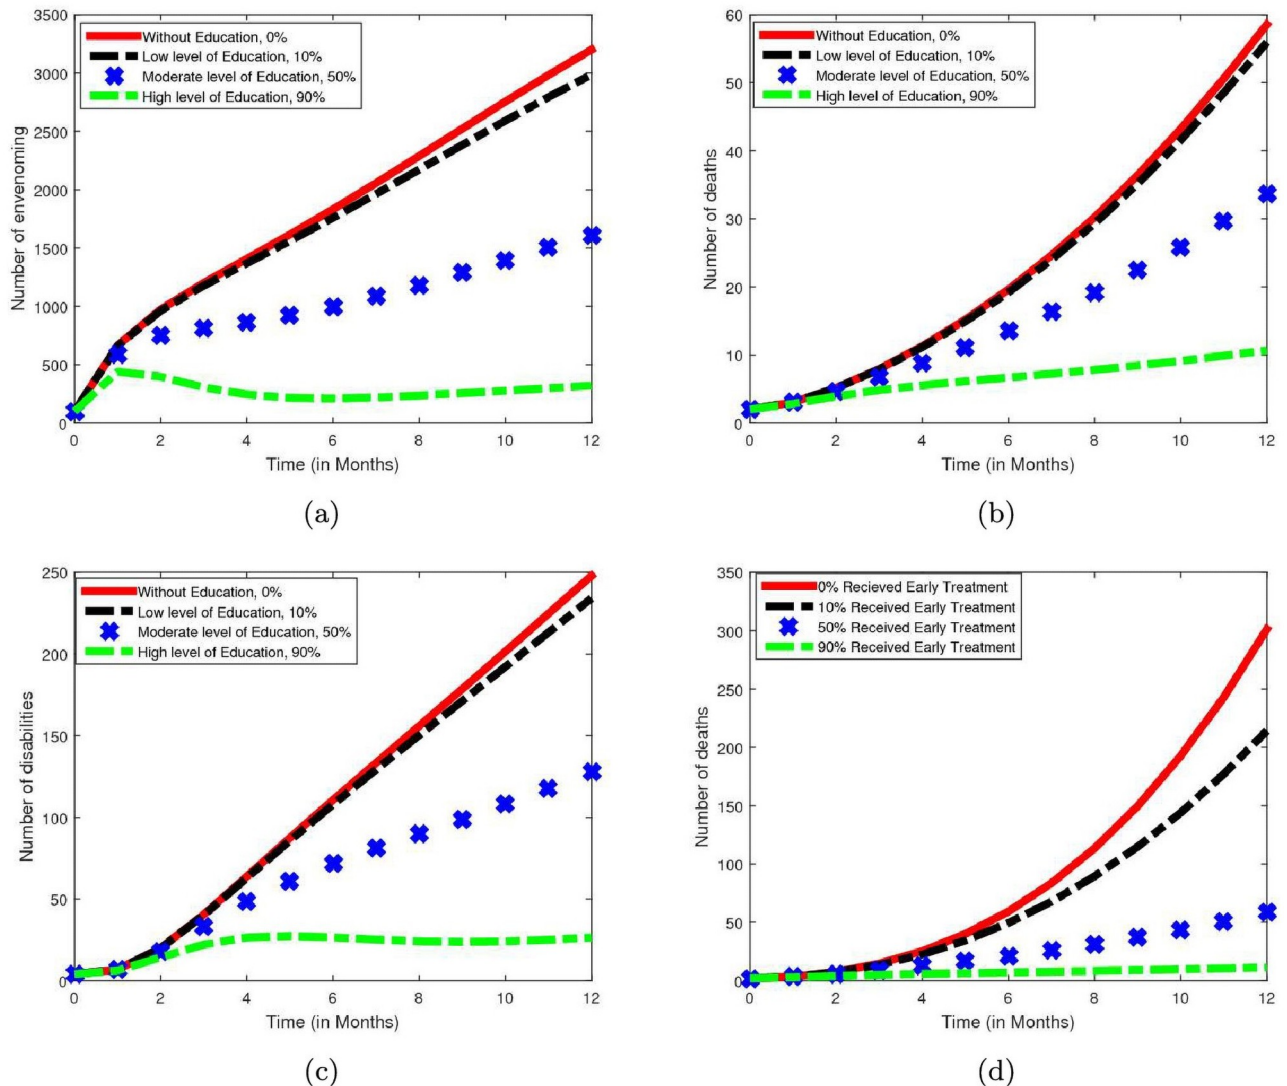 3500
3000
2500
2000
1500
1000
500
0
Number of envenoming
Without Education, 0%
Low level of Education, 10%
Moderate level of Education, 50%
High level of Education, 90%
0 2 4 6 8 10 12
Time (in Months)
(a)
60
50
40
30
20
10
0
Number of deaths
Without Education, 0%
Low level of Education, 10%
Moderate level of Education, 50%
High level of Education, 90%
0 2 4 6 8 10 12
Time (in Months)
(b)
250
200
150
100
50
0
Number of disabilities
Without Education, 0%
Low level of Education, 10%
Moderate level of Education, 50%
High level of Education, 90%
0 2 4 6 8 10 12
Time (in Months)
(c)
350
300
250
200
150
100
50
0
Number of deaths
0% Recieved Early Treatment
10% Received Early Treatment
50% Received Early Treatment
90% Received Early Treatment
0 2 4 6 8 10 12
Time (in Months)
(d)